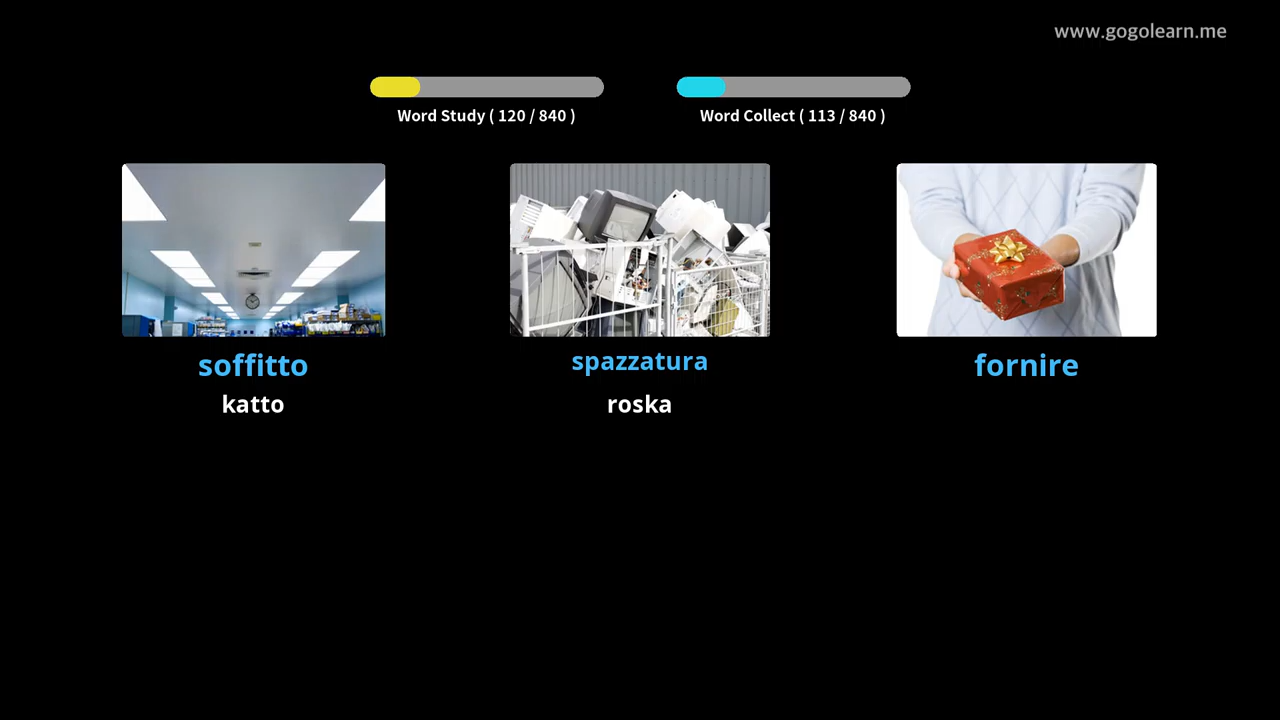 www.gogolearn.me
Word Study ( 120 / 840 )
Word Collect ( 113 / 840 )
soffitto
spazzatura
fornire
katto
roska